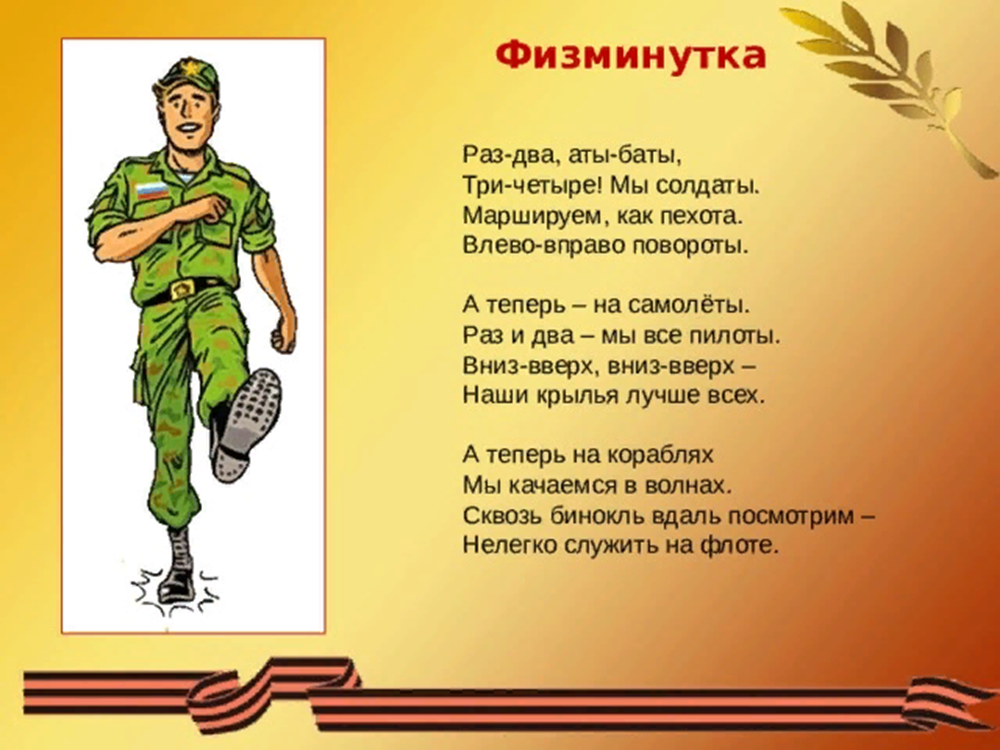 Физминутка
Раз-два, аты-баты,
Три-четыре! Мы солдаты.
Маршируем, как пехота.
Влево-вправо повороты.
А теперь – на самолёты.
Раз и два – мы все пилоты.
Вниз-вверх, вниз-вверх –
Наши крылья лучше всех.
А теперь на кораблях
Мы качаемся в волнах.
Сквозь бинокль вдаль посмотрим –
Нелегко служить на флоте.